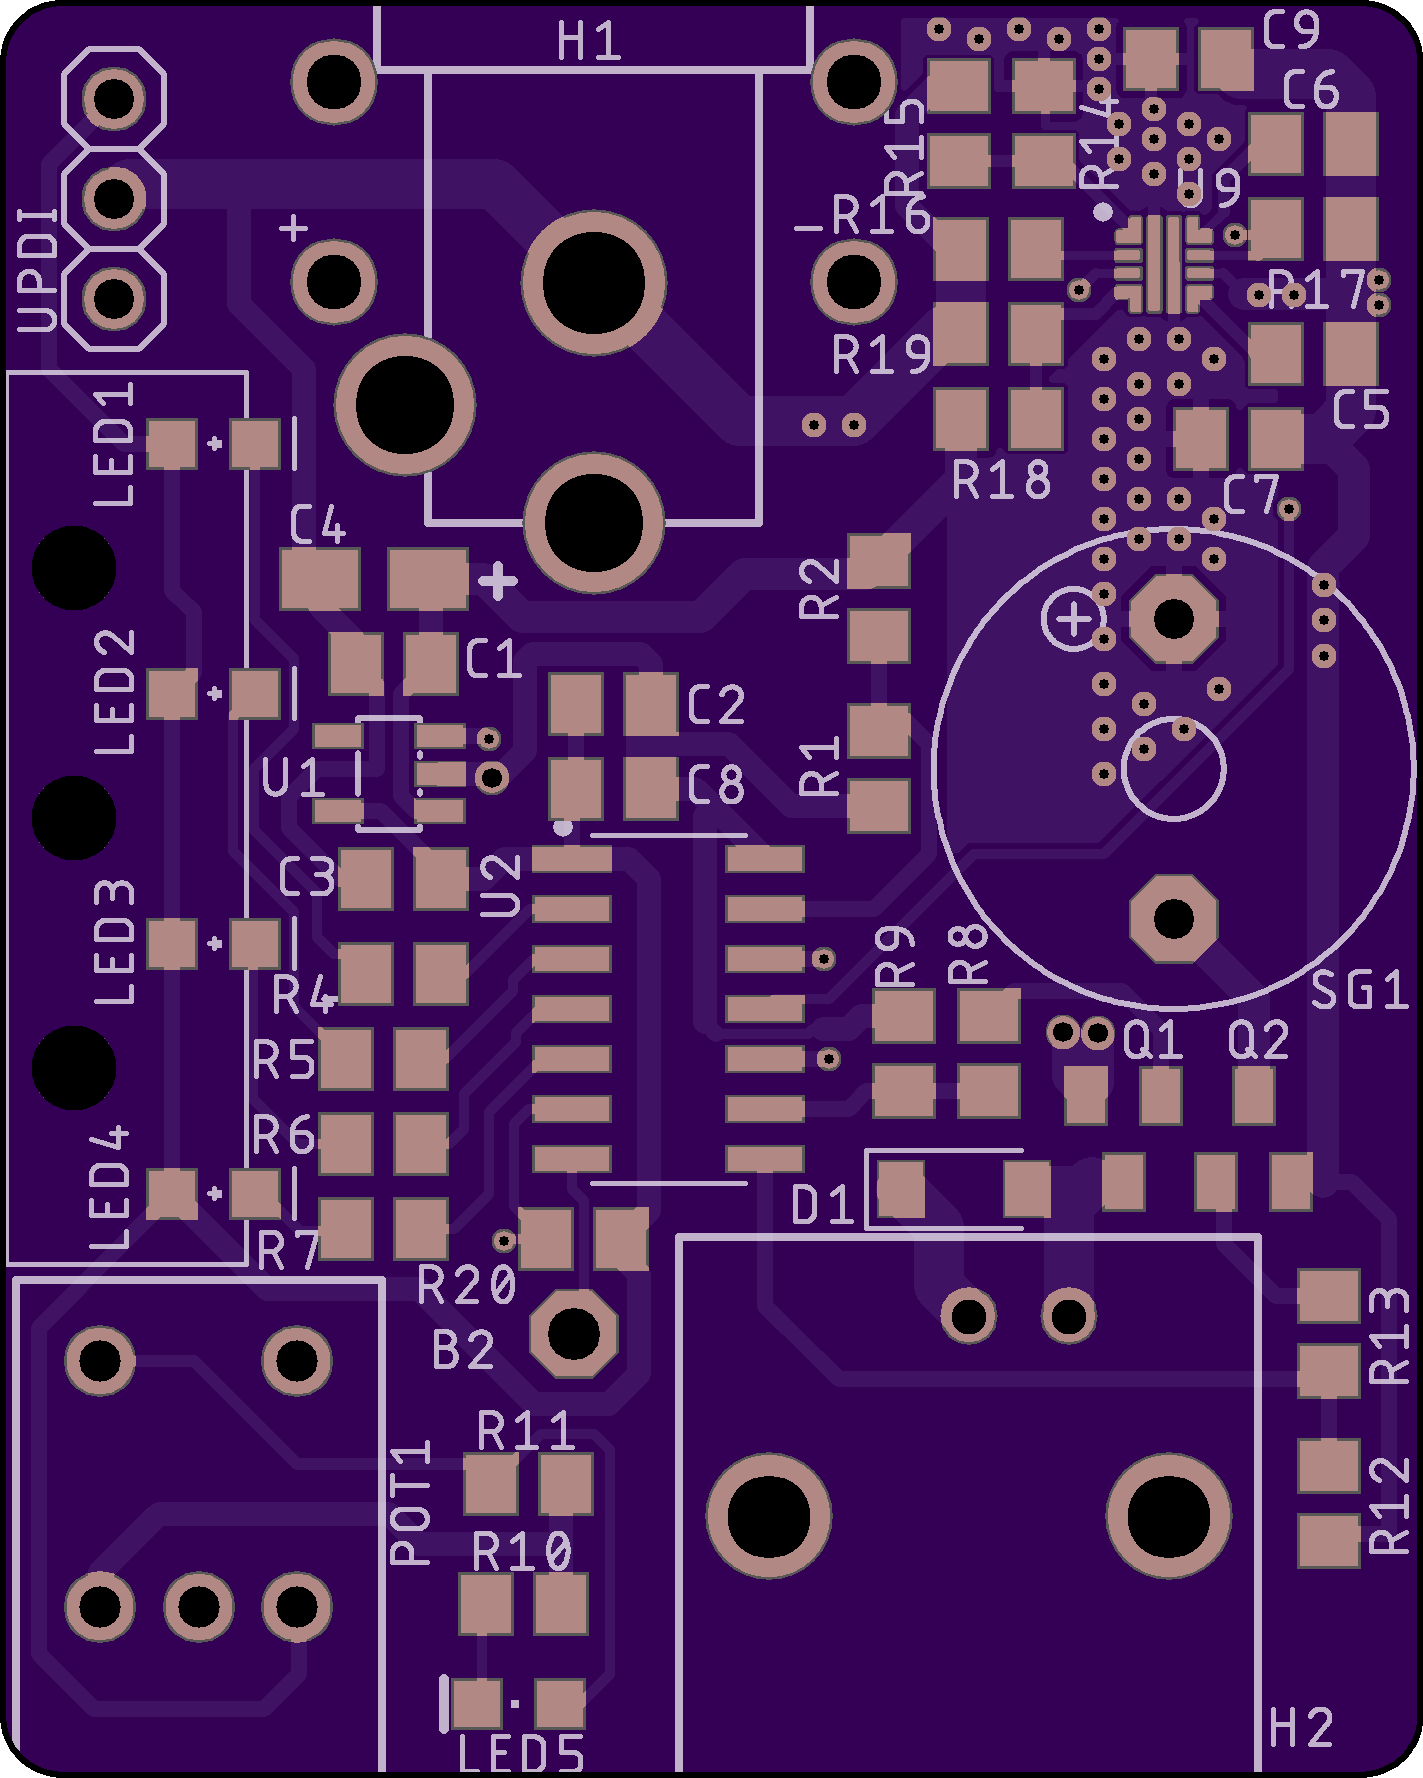 H1
C9
C6
R15
R14
U9
UPDI
+
-
R16
R17
R19
C5
LED1
R18
C7
C4
+
R2
+
C1
LED2
C2
U1
R1
C8
C3
U2
LED3
R9
R8
R4
SG1
R5
Q1
Q2
R6
LED4
D1
R7
R20
R13
B2
R11
POT1
R12
R10
H2
LED5